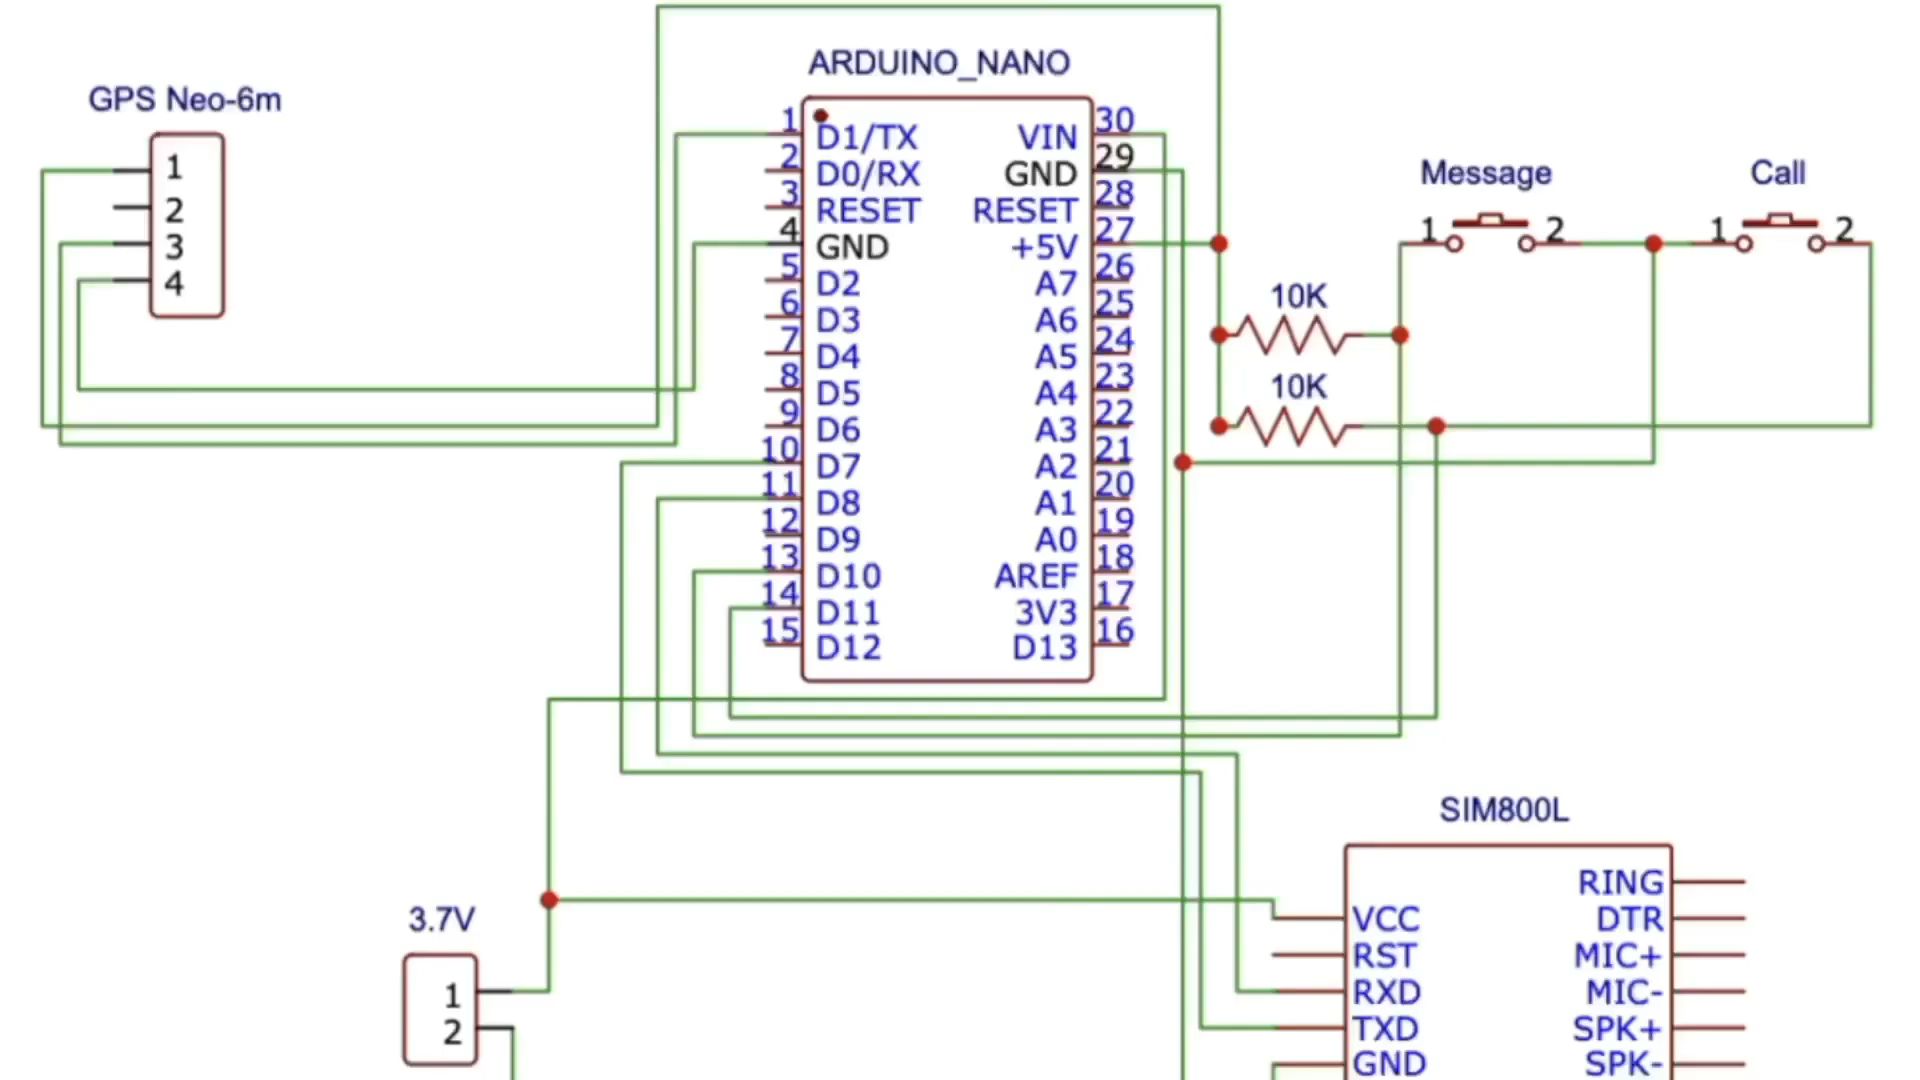 ARDUINO_NANO
GPS Neo-6m
1
2
3
4
1 D1/TX VIN 30
2 D0/RX GND 29
3 RESET RESET 28
4 GND +5V 27
5 D2 A7 26
6 D3 A6 25
7 D4 A5 24
8 D5 A4 23
9 D6 A3 22
10 D7 A2 21
11 D8 A1 20
12 D9 A0 19
13 D10 AREF 18
14 D11 3V3 17
15 D12 D13 16
Message Call
1 2 1 2
10K
10K
SIM800L
RING
VCC DTR
RST MIC+
RXD MIC-
TXD SPK+
GND SPK-
3.7V
1
2